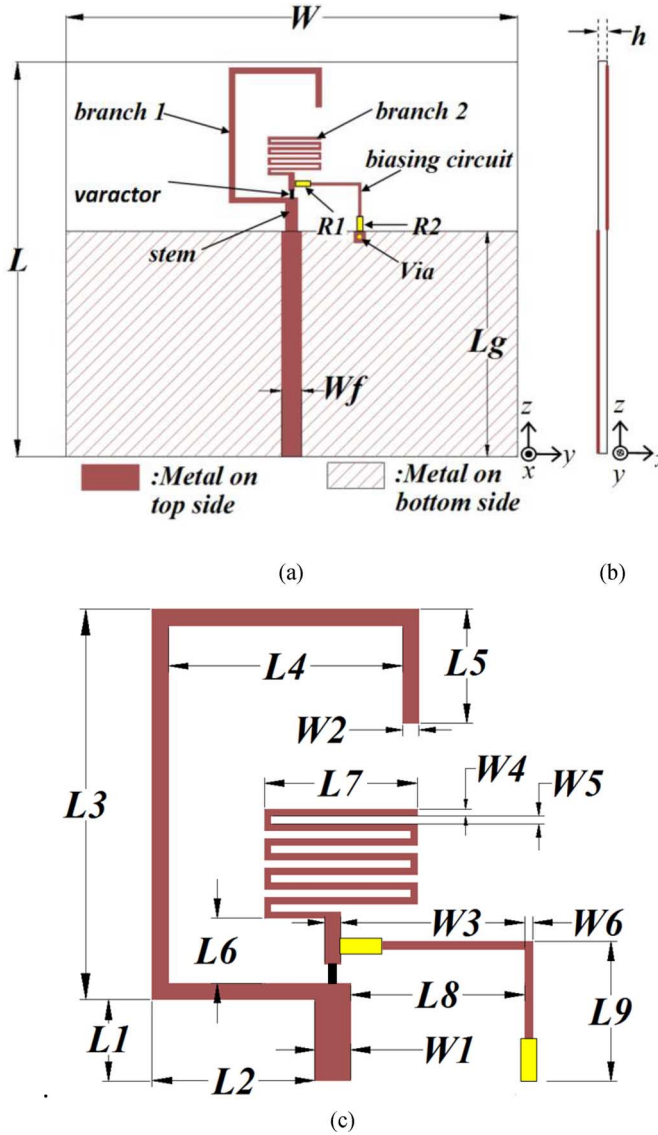 W
h
branch 1
branch 2
biasing circuit
varactor
R1
R2
stem
Via
L
Lg
Wf
z
y
x
z
y
:Metal on
top side
:Metal on
bottom side
(a)
(b)
L4
L5
W2
L7
W4
W5
L3
W3
W6
L6
L8
L9
L1
W1
L2
(c)